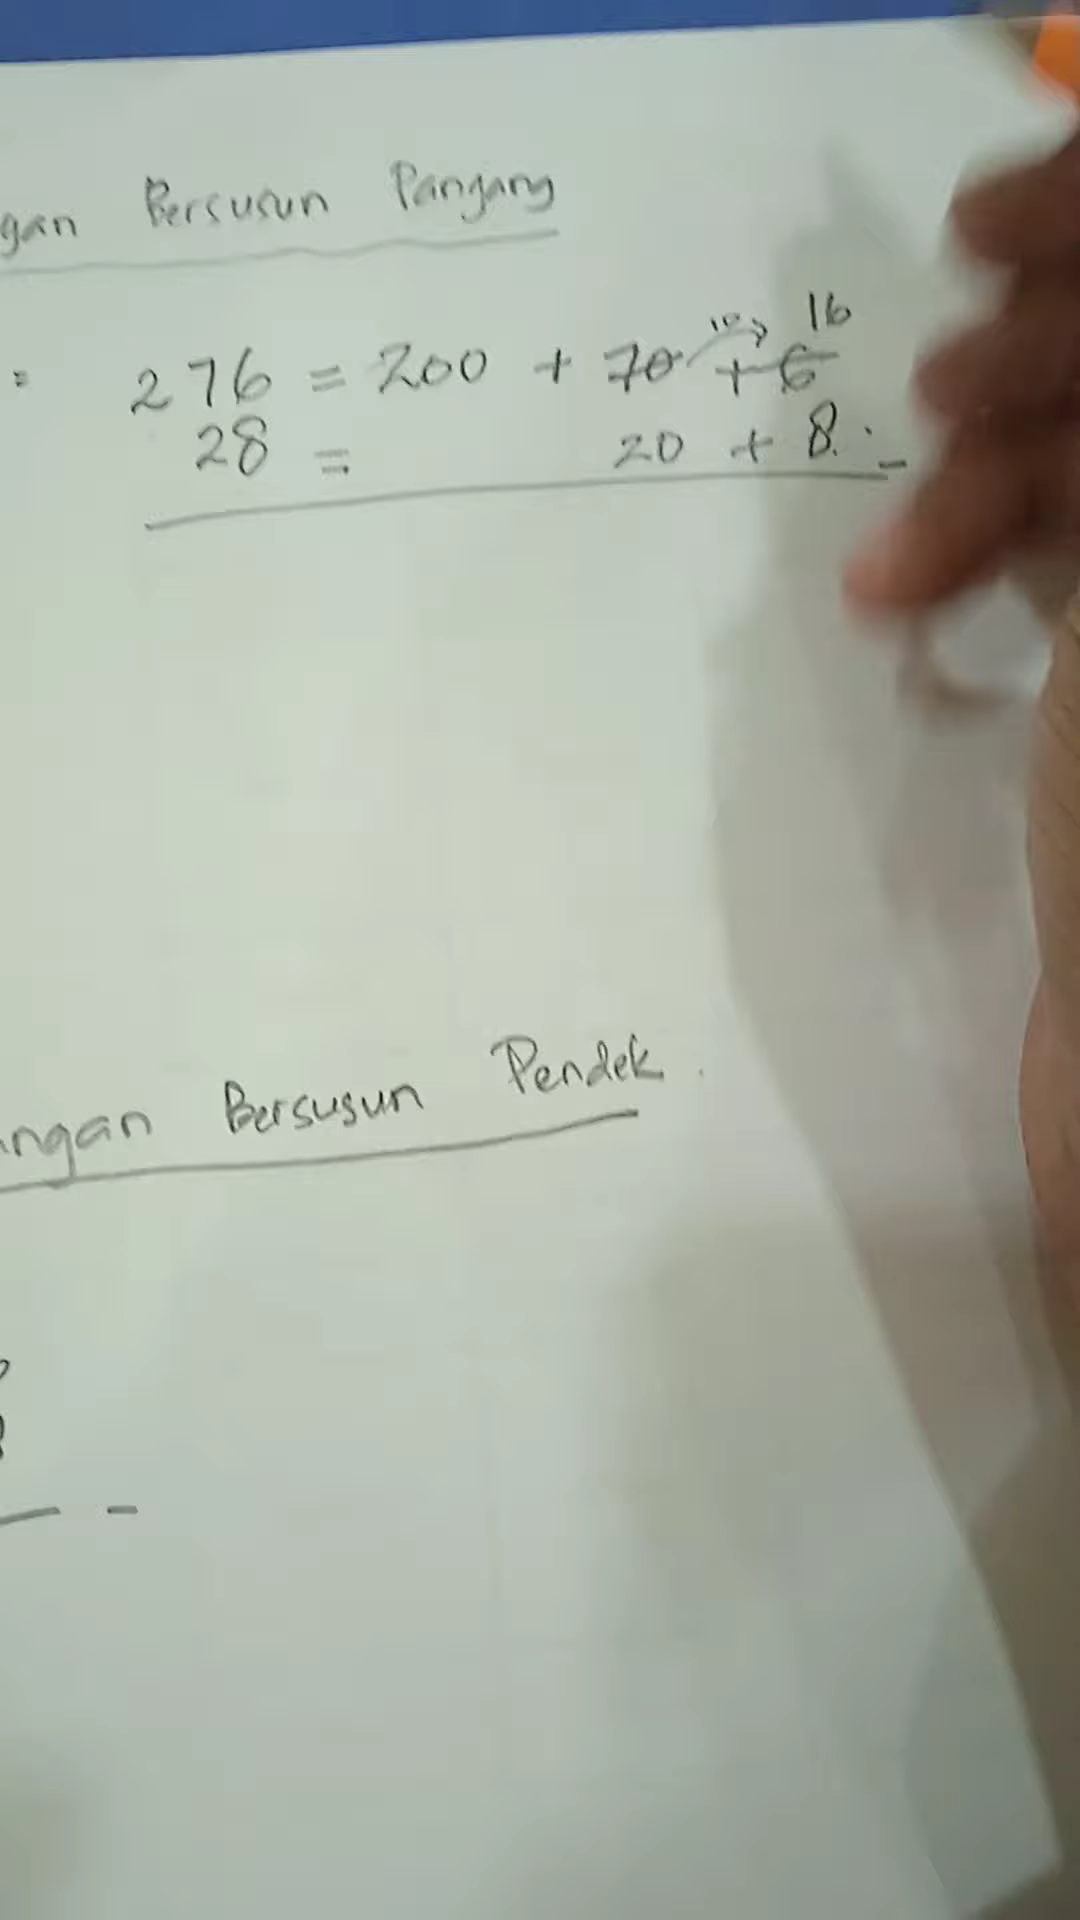 gan Bersusun Panjang
10 16
= 276 = 200 + 70 + 6
28 = 20 + 8. -
ngan Bersusun Pendek.
-